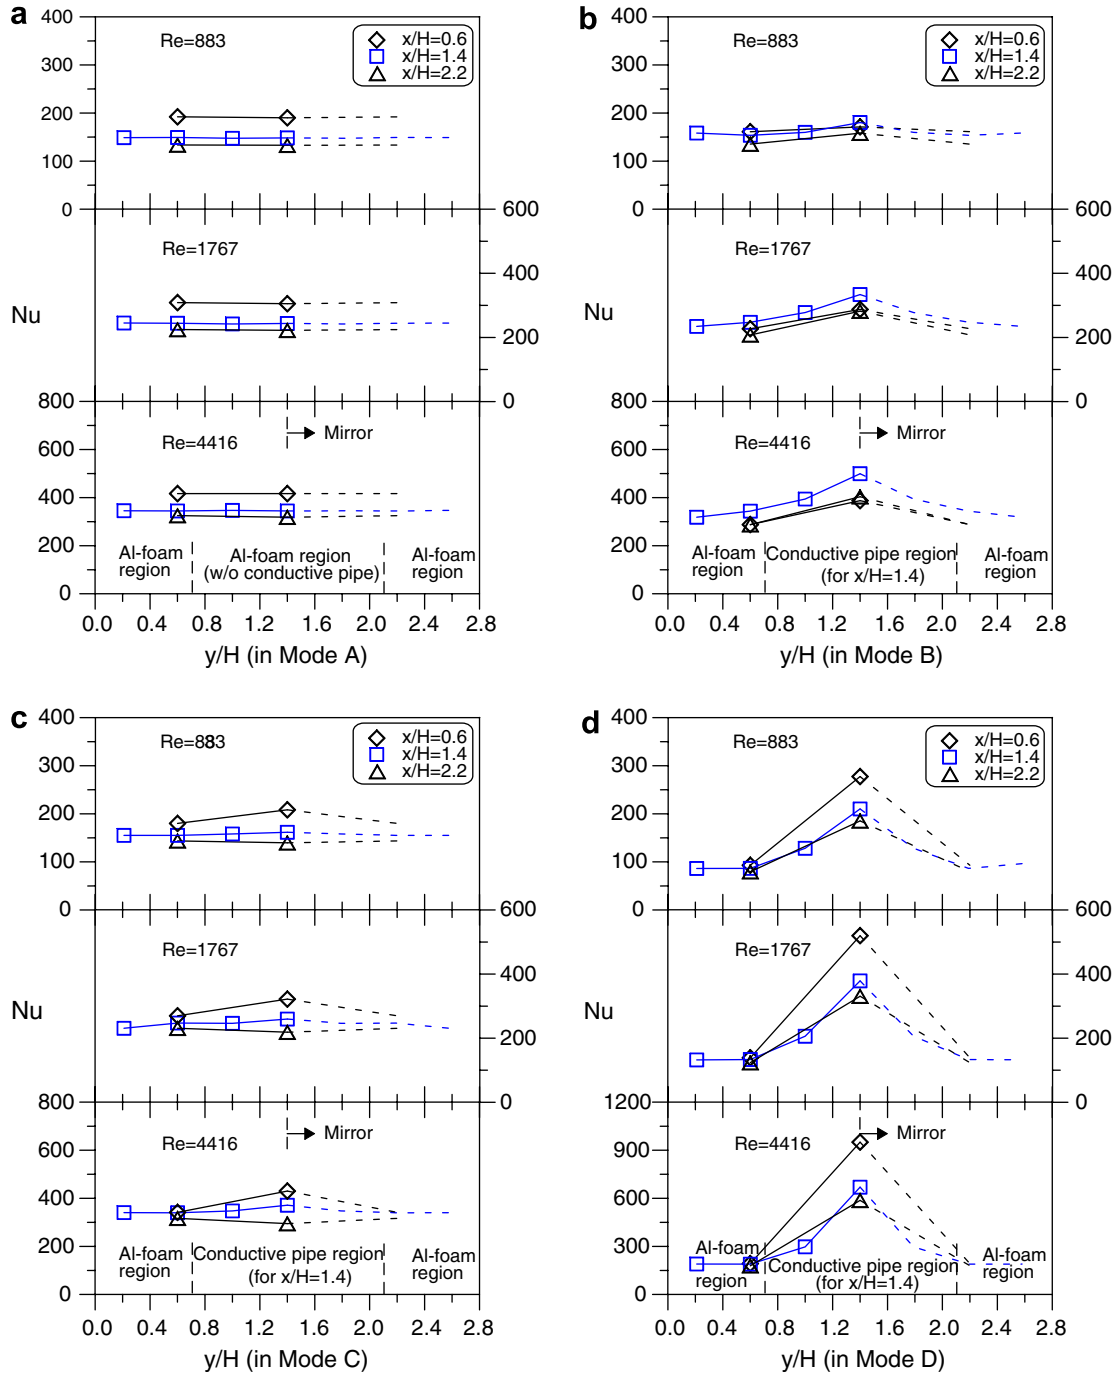 a
400
300
200
100
0
Re=883
x/H=0.6
x/H=1.4
x/H=2.2
600
400
200
0
Re=1767
Nu
800
600
400
200
0
Re=4416
Mirror
Al-foam region
Al-foam region (w/o conductive pipe)
Al-foam region
0.0 0.4 0.8 1.2 1.6 2.0 2.4 2.8
y/H (in Mode A)
b
400
300
200
100
0
Re=883
x/H=0.6
x/H=1.4
x/H=2.2
600
400
200
0
Re=1767
Nu
800
600
400
200
0
Re=4416
Mirror
Al-foam region
Conductive pipe region (for x/H=1.4)
Al-foam region
0.0 0.4 0.8 1.2 1.6 2.0 2.4 2.8
y/H (in Mode B)
c
400
300
200
100
0
Re=883
x/H=0.6
x/H=1.4
x/H=2.2
600
400
200
0
Re=1767
Nu
800
600
400
200
0
Re=4416
Mirror
Al-foam region
Conductive pipe region (for x/H=1.4)
Al-foam region
0.0 0.4 0.8 1.2 1.6 2.0 2.4 2.8
y/H (in Mode C)
d
400
300
200
100
0
Re=883
x/H=0.6
x/H=1.4
x/H=2.2
600
400
200
0
Re=1767
Nu
1200
900
600
300
0
Re=4416
Mirror
Al-foam region
Conductive pipe region (for x/H=1.4)
Al-foam region
0.0 0.4 0.8 1.2 1.6 2.0 2.4 2.8
y/H (in Mode D)